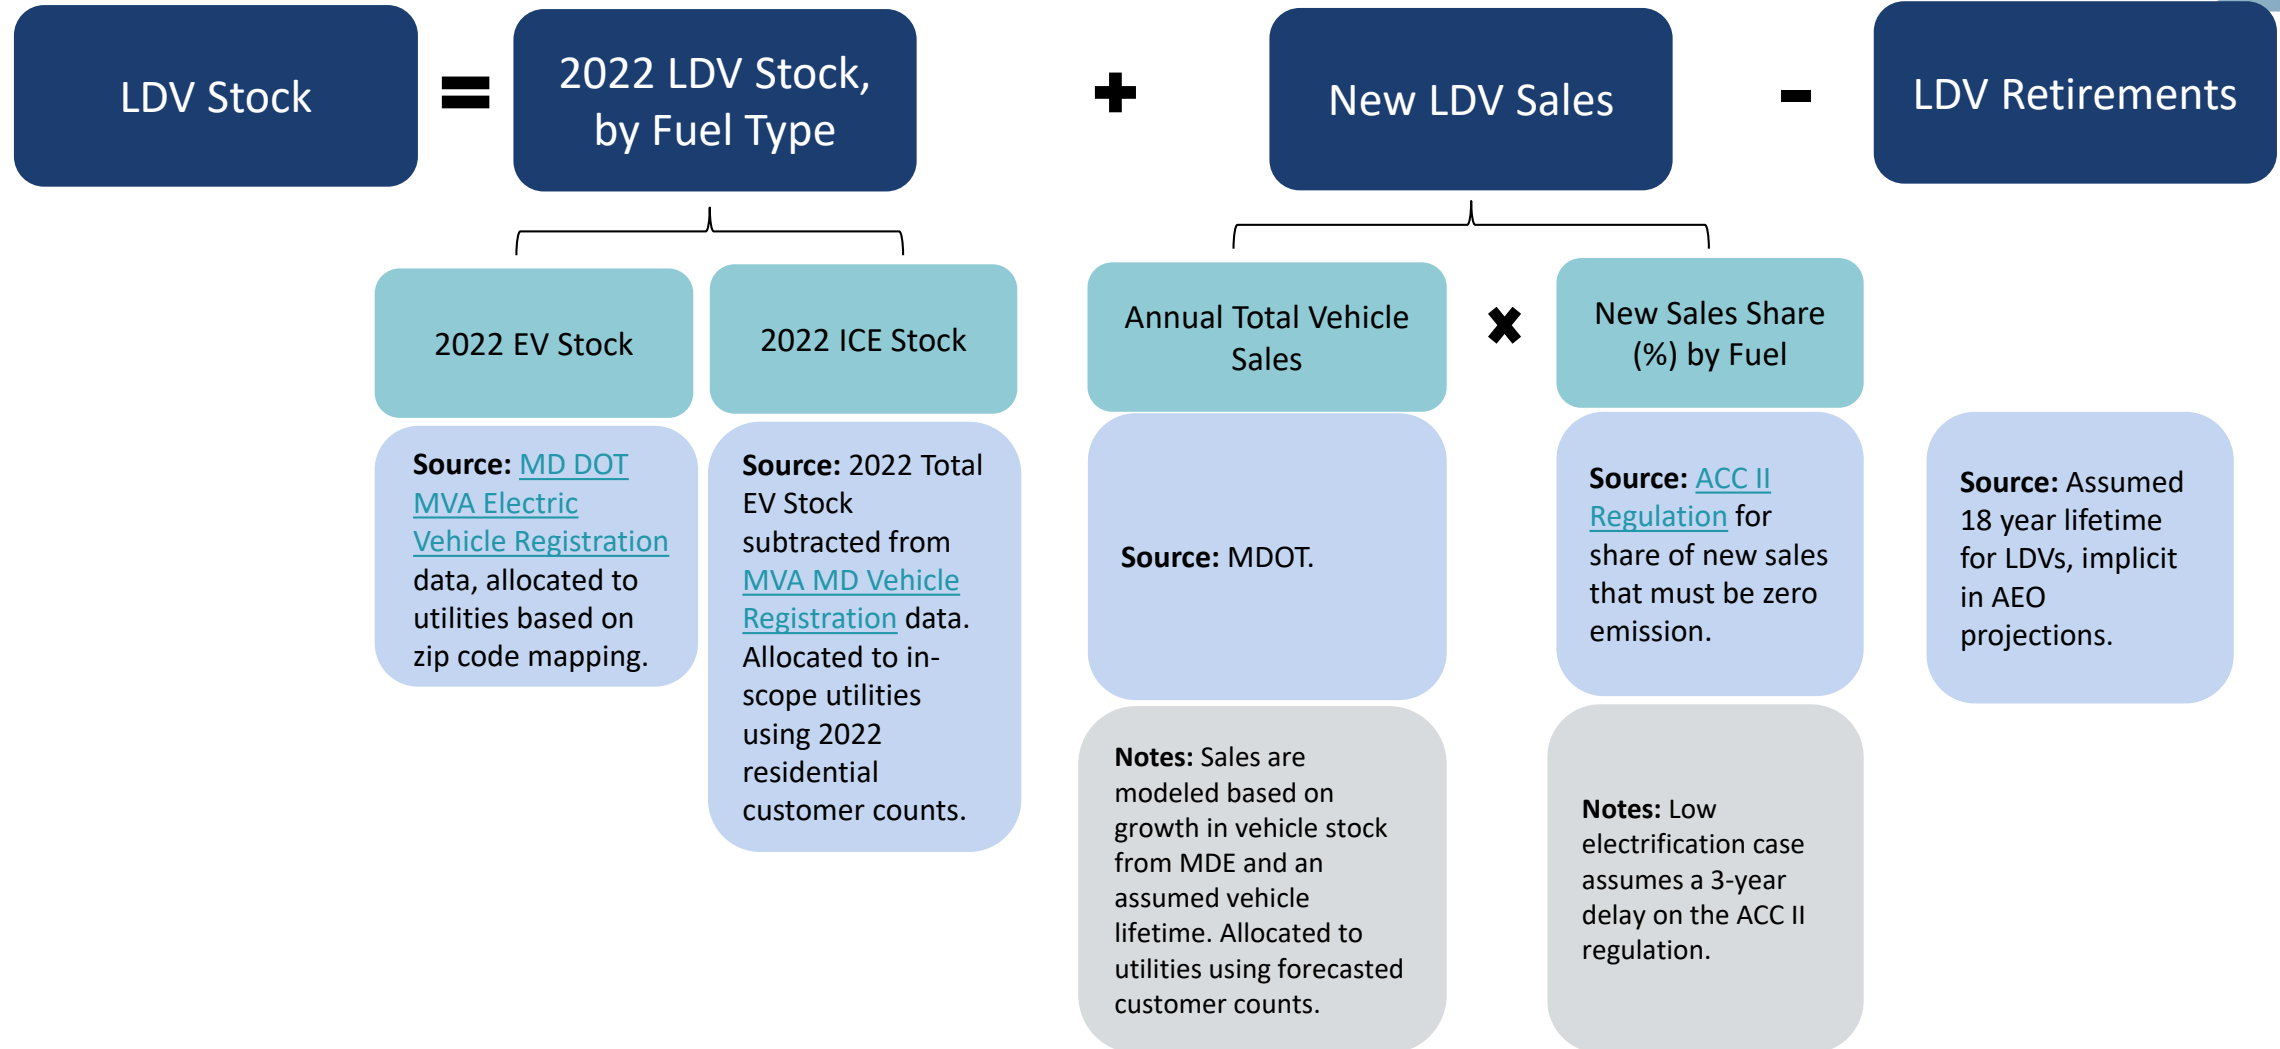 LDV Stock
=
2022 LDV Stock,
by Fuel Type
+
New LDV Sales
-
LDV Retirements
2022 EV Stock
2022 ICE Stock
Annual Total Vehicle
Sales
×
New Sales Share
(%) by Fuel
Source: MD DOT
MVA Electric
Vehicle Registration
data, allocated to
utilities based on
zip code mapping.
Source: 2022 Total
EV Stock
subtracted from
MVA MD Vehicle
Registration data.
Allocated to in-
scope utilities
using 2022
residential
customer counts.
Source: MDOT.
Source: ACC II
Regulation for
share of new sales
that must be zero
emission.
Source: Assumed
18 year lifetime
for LDVs, implicit
in AEO
projections.
Notes: Sales are
modeled based on
growth in vehicle stock
from MDE and an
assumed vehicle
lifetime. Allocated to
utilities using forecasted
customer counts.
Notes: Low
electrification case
assumes a 3-year
delay on the ACC II
regulation.